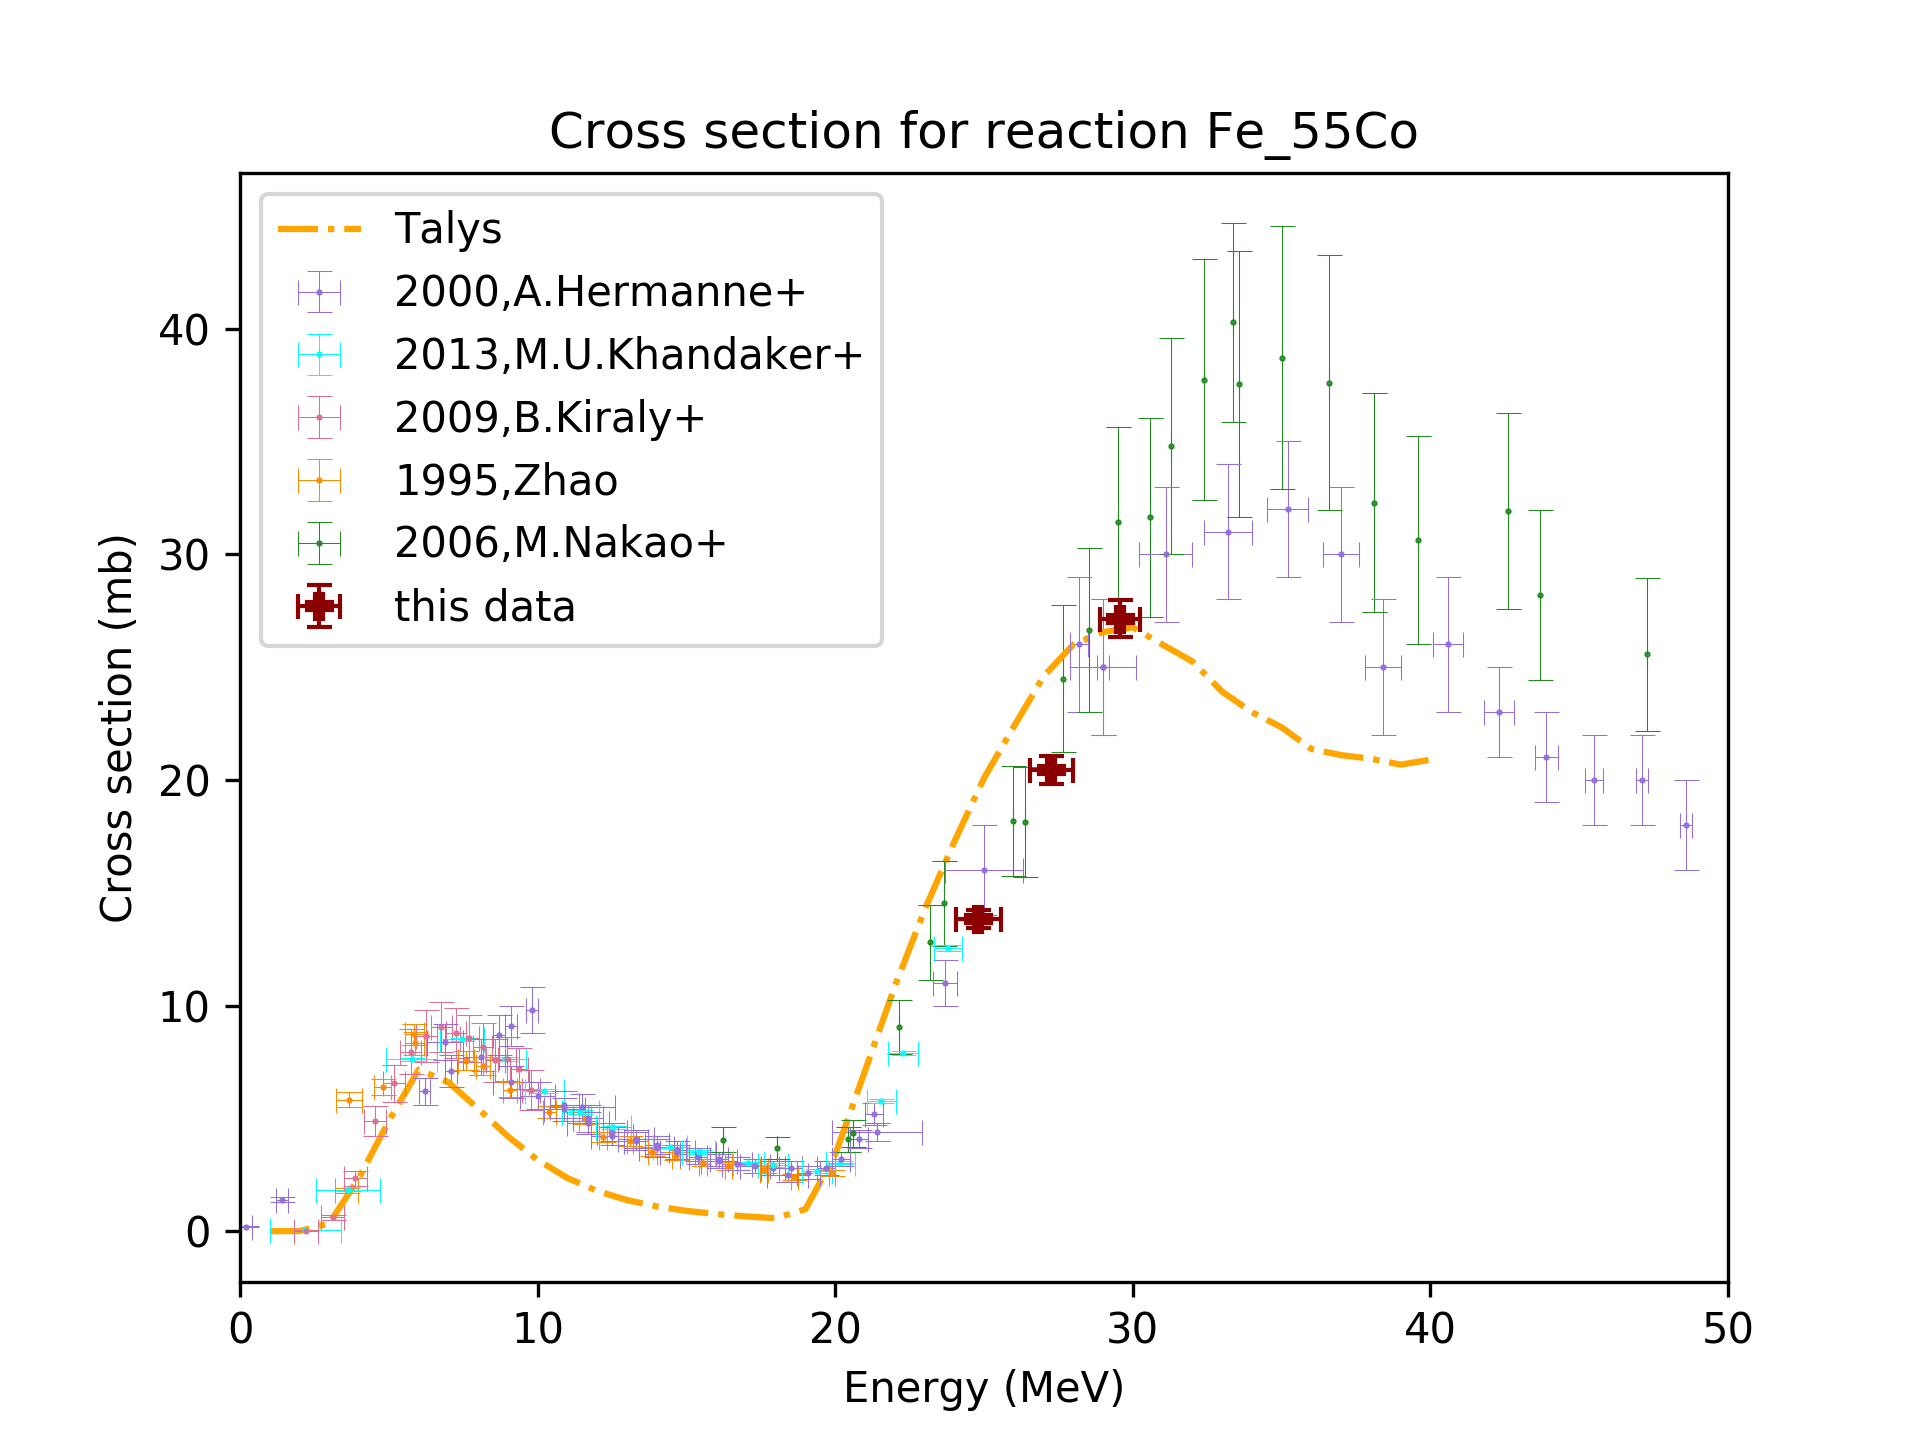 Cross section for reaction Fe_55Co
Talys
2000,A.Hermanne+
2013,M.U.Khandaker+
2009,B.Kiraly+
1995,Zhao
2006,M.Nakao+
this data
Cross section (mb)
40
30
20
10
0
0 10 20 30 40 50
Energy (MeV)